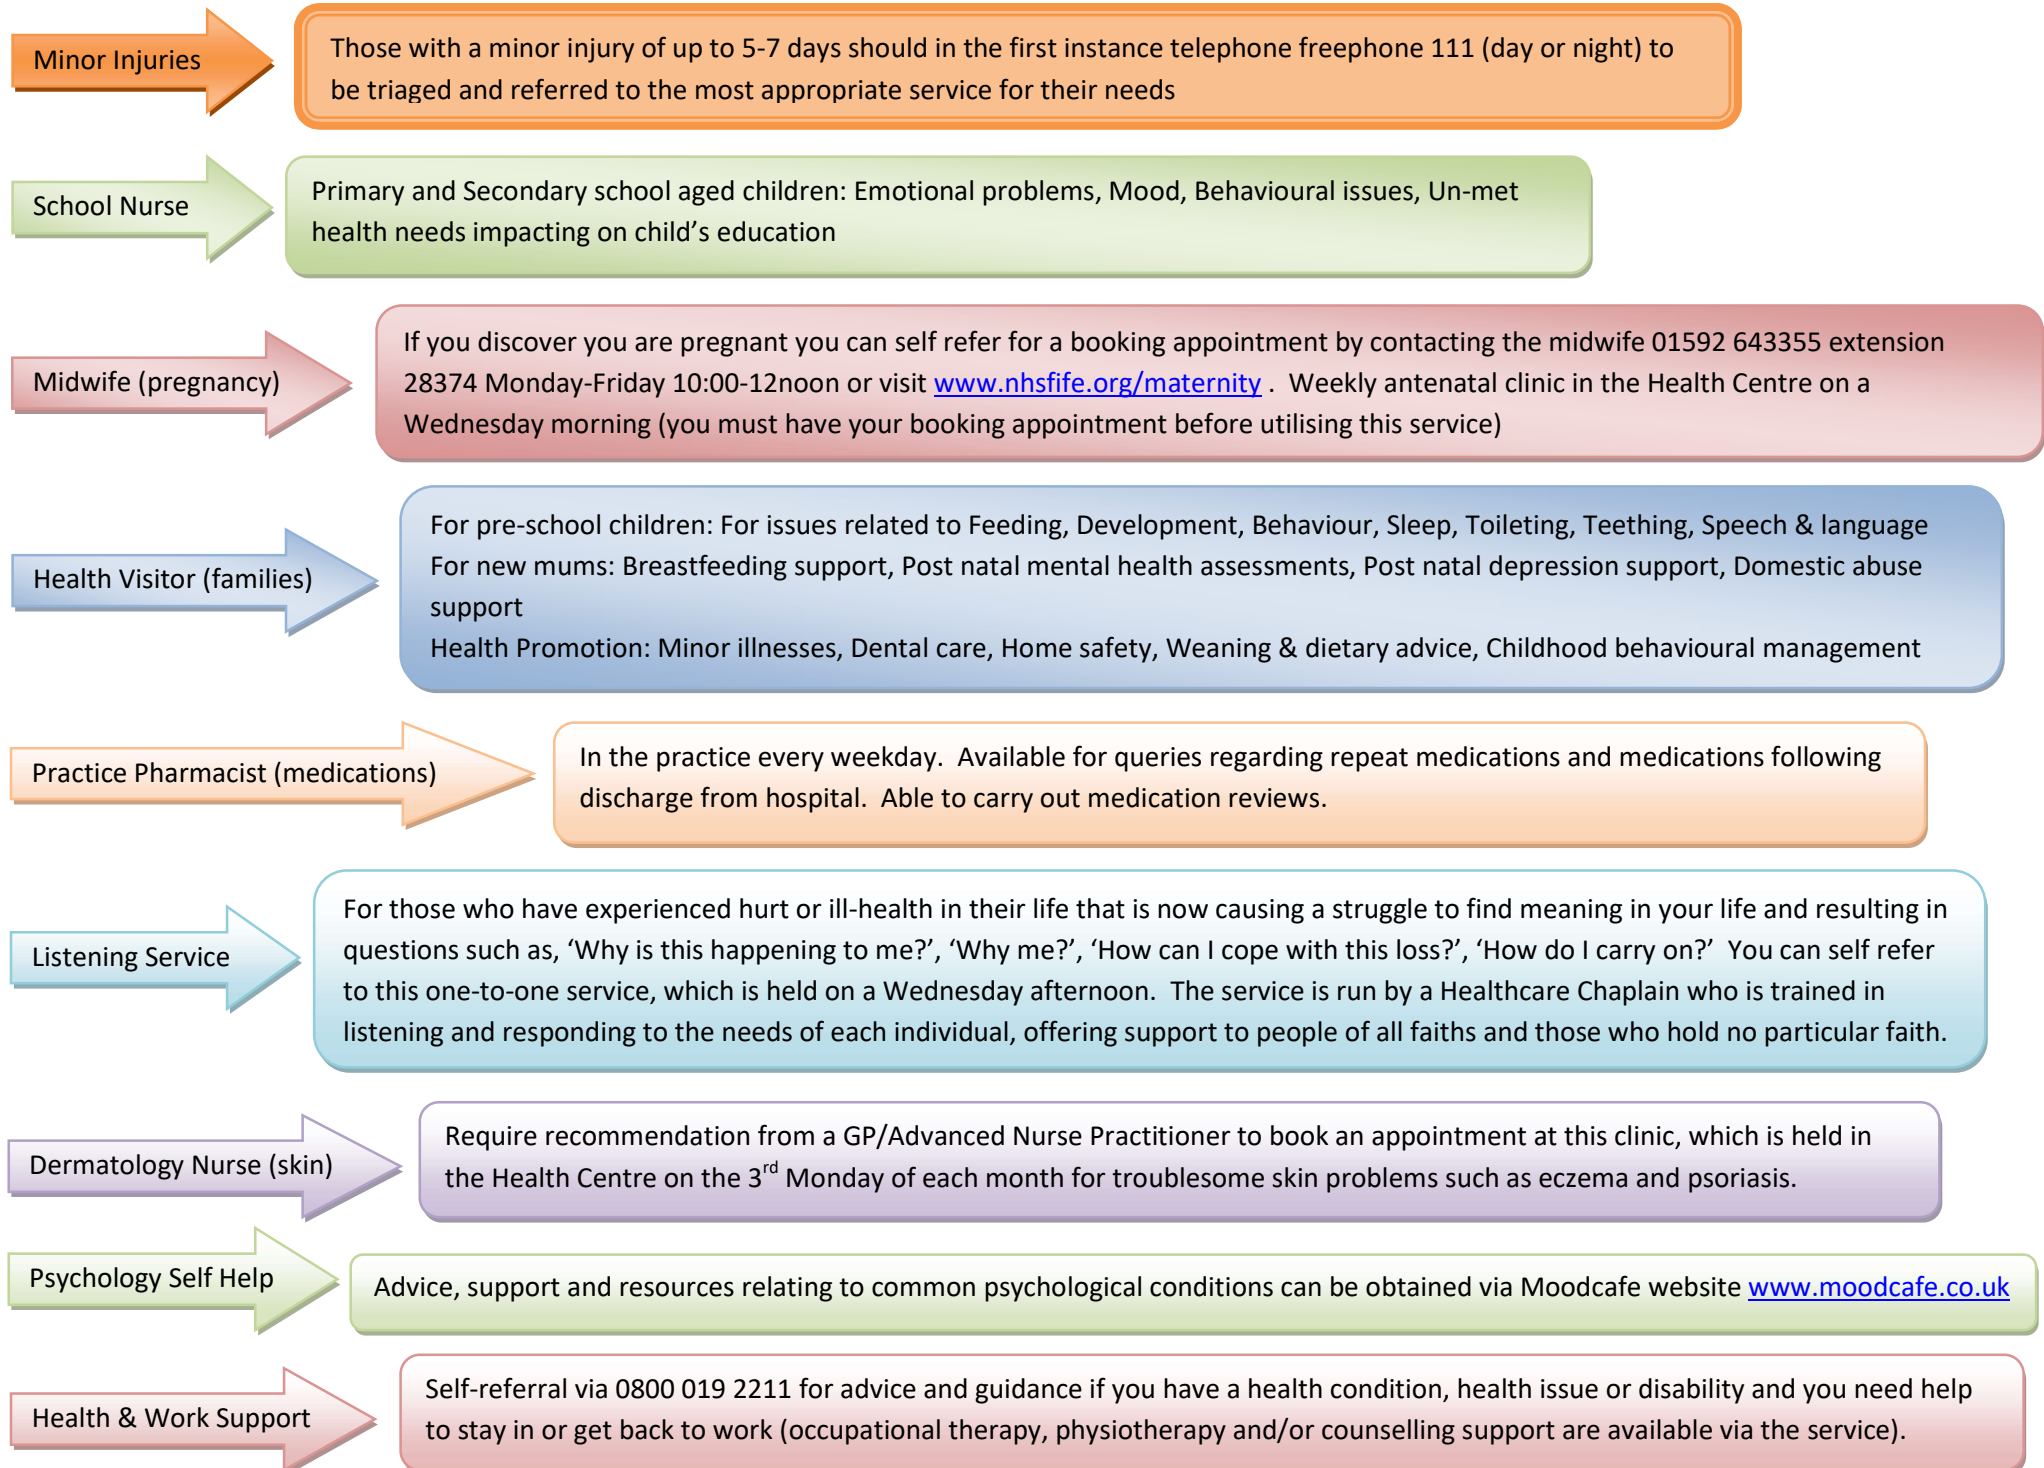 Minor Injuries
Those with a minor injury of up to 5-7 days should in the first instance telephone freephone 111 (day or night) to
be triaged and referred to the most appropriate service for their needs
School Nurse
Primary and Secondary school aged children: Emotional problems, Mood, Behavioural issues, Un-met
health needs impacting on child’s education
Midwife (pregnancy)
If you discover you are pregnant you can self refer for a booking appointment by contacting the midwife 01592 643355 extension
28374 Monday-Friday 10:00-12noon or visit www.nhsfife.org/maternity .  Weekly antenatal clinic in the Health Centre on a
Wednesday morning (you must have your booking appointment before utilising this service)
Health Visitor (families)
For pre-school children: For issues related to Feeding, Development, Behaviour, Sleep, Toileting, Teething, Speech & language
For new mums: Breastfeeding support, Post natal mental health assessments, Post natal depression support, Domestic abuse
support
Health Promotion: Minor illnesses, Dental care, Home safety, Weaning & dietary advice, Childhood behavioural management
Practice Pharmacist (medications)
In the practice every weekday.  Available for queries regarding repeat medications and medications following
discharge from hospital.  Able to carry out medication reviews.
Listening Service
For those who have experienced hurt or ill-health in their life that is now causing a struggle to find meaning in your life and resulting in
questions such as, ‘Why is this happening to me?’, ‘Why me?’, ‘How can I cope with this loss?’, ‘How do I carry on?’  You can self refer
to this one-to-one service, which is held on a Wednesday afternoon.  The service is run by a Healthcare Chaplain who is trained in
listening and responding to the needs of each individual, offering support to people of all faiths and those who hold no particular faith.
Dermatology Nurse (skin)
Require recommendation from a GP/Advanced Nurse Practitioner to book an appointment at this clinic, which is held in
the Health Centre on the 3rd Monday of each month for troublesome skin problems such as eczema and psoriasis.
Psychology Self Help
Advice, support and resources relating to common psychological conditions can be obtained via Moodcafe website www.moodcafe.co.uk
Health & Work Support
Self-referral via 0800 019 2211 for advice and guidance if you have a health condition, health issue or disability and you need help
to stay in or get back to work (occupational therapy, physiotherapy and/or counselling support are available via the service).